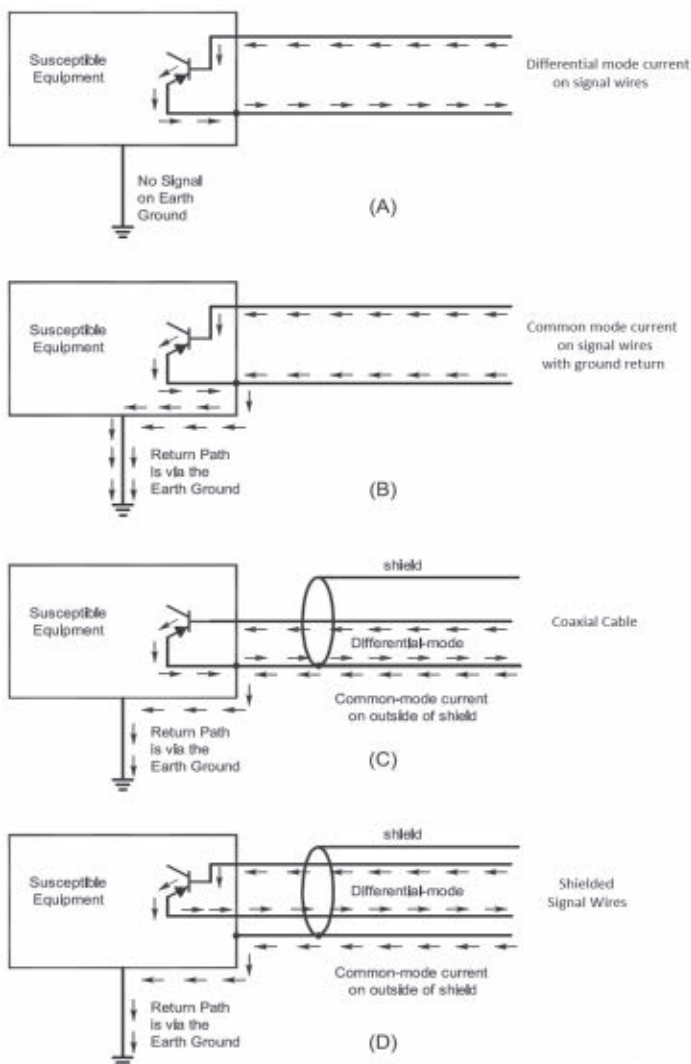 Susceptible
Equipment
Differential mode current
on signal wires
No Signal
on Earth
Ground
(A)
Susceptible
Equipment
Common mode current
on signal wires
with ground return
Return Path
is via the
Earth Ground
(B)
shield
Susceptible
Equipment
Differential-mode
Coaxial Cable
Common-mode current
on outside of shield
Return Path
is via the
Earth Ground
(C)
shield
Susceptible
Equipment
Differential-mode
Shielded
Signal Wires
Common-mode current
on outside of shield
Return Path
is via the
Earth Ground
(D)